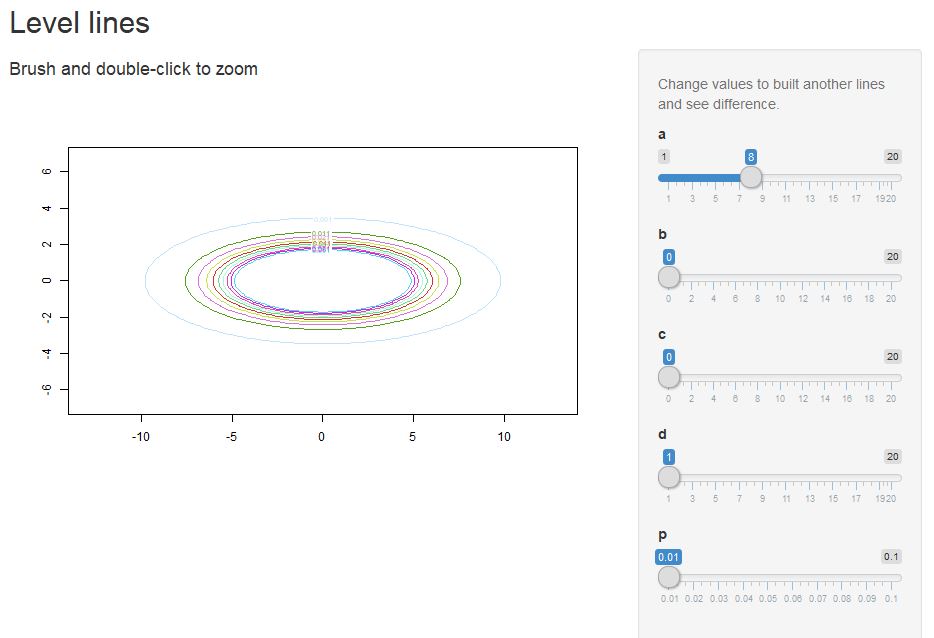 Level lines
Brush and double-click to zoom
6
4
2
0
-2
-4
-6
-10 -5 0 5 10
0.001
0.011
Change values to built another lines
and see difference.
a
1 8 20
1 3 5 7 9 11 13 15 17 19 20
b
0 20
0 2 4 6 8 10 12 14 16 18 20
c
0 20
0 2 4 6 8 10 12 14 16 18 20
d
1 20
1 3 5 7 9 11 13 15 17 19 20
p
0.01 0.1
0.01 0.02 0.03 0.04 0.05 0.06 0.07 0.08 0.09 0.1